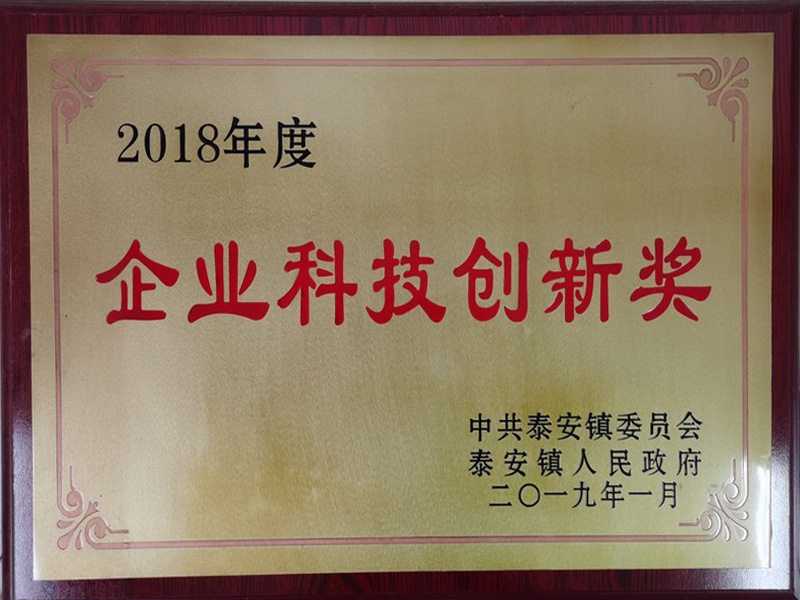 2018年度
企业科技创新奖
中共泰安镇委员会
泰安镇人民政府
二〇一九年一月